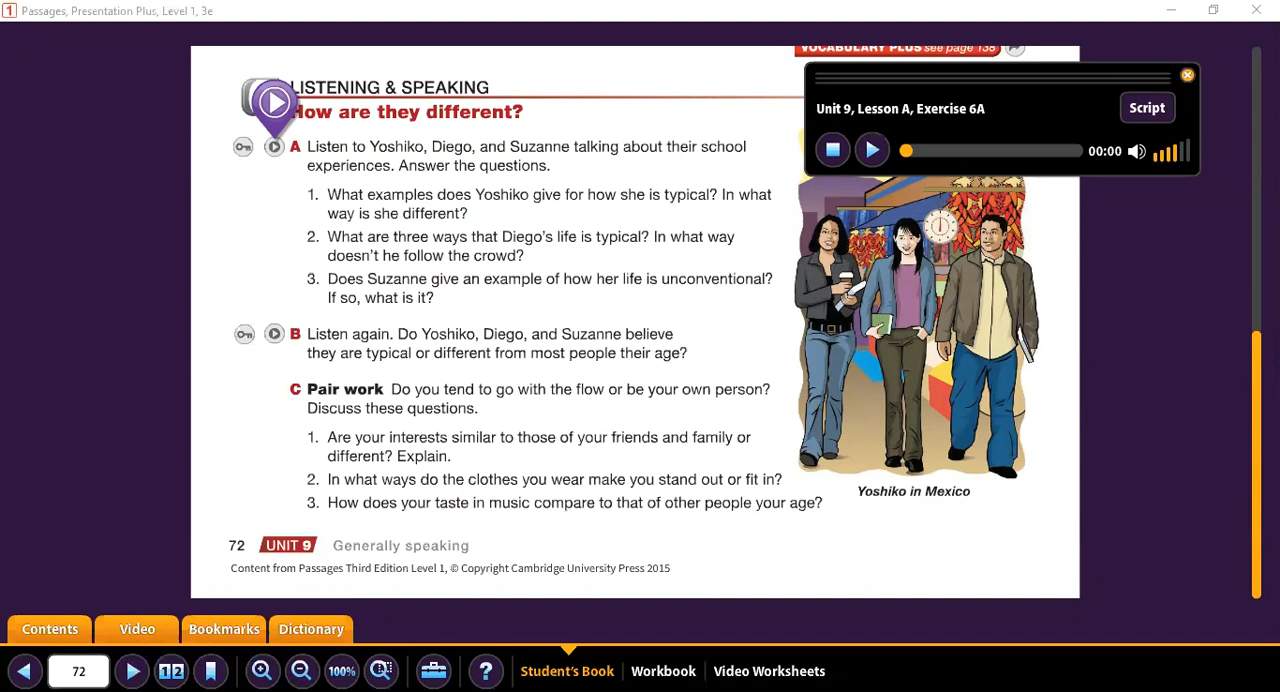 1 Passages, Presentation Plus, Level 1, 3e
VOCABULARY PLUS see page 138
LISTENING & SPEAKING
How are they different?
Unit 9, Lesson A, Exercise 6A
Script
00:00
A Listen to Yoshiko, Diego, and Suzanne talking about their school
experiences. Answer the questions.
1. What examples does Yoshiko give for how she is typical? In what
way is she different?
2. What are three ways that Diego's life is typical? In what way
doesn't he follow the crowd?
3. Does Suzanne give an example of how her life is unconventional?
If so, what is it?
B Listen again. Do Yoshiko, Diego, and Suzanne believe
they are typical or different from most people their age?
C Pair work Do you tend to go with the flow or be your own person?
Discuss these questions.
1. Are your interests similar to those of your friends and family or
different? Explain.
2. In what ways do the clothes you wear make you stand out or fit in?
3. How does your taste in music compare to that of other people your age?
Yoshiko in Mexico
72 UNIT 9 Generally speaking
Content from Passages Third Edition Level 1, © Copyright Cambridge University Press 2015
Contents Video Bookmarks Dictionary
72 12 100% ? Student's Book Workbook Video Worksheets